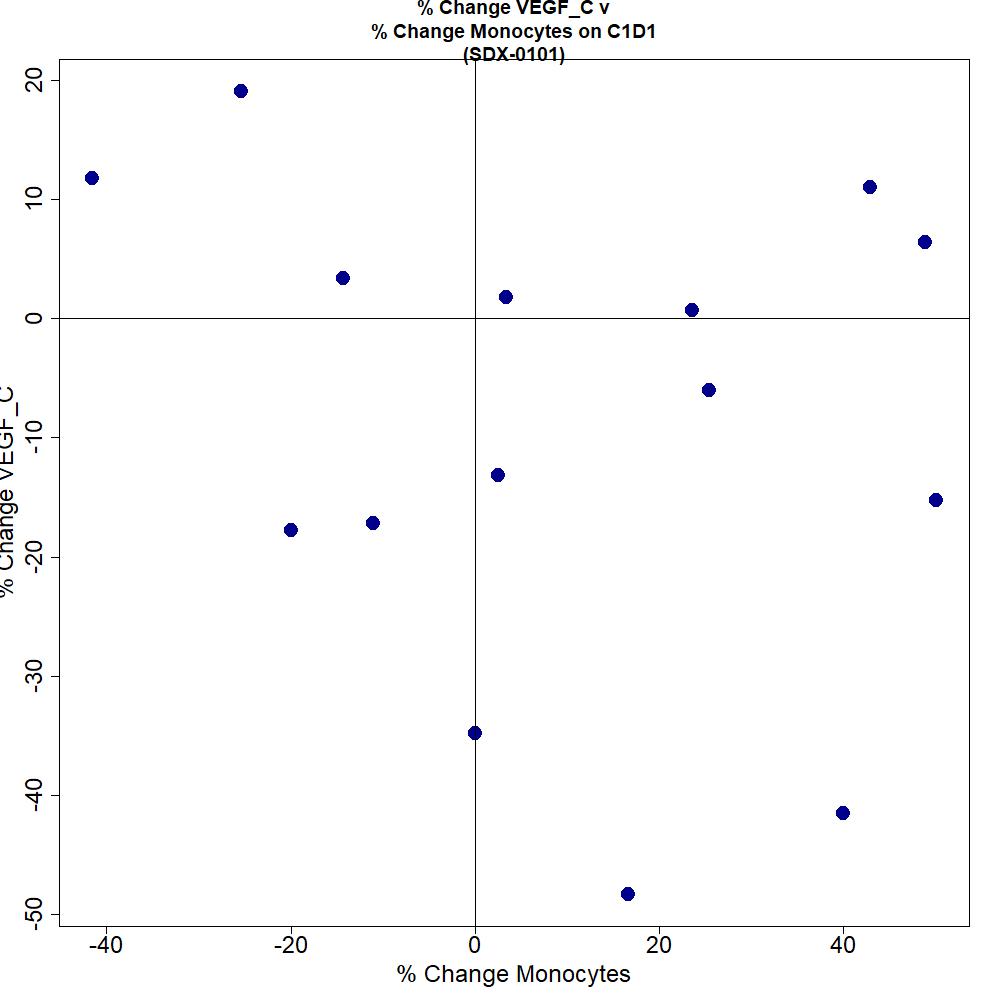 % Change VEGF_C v
% Change Monocytes on C1D1
(SDX-0101)
20
10
0
-10
-20
-30
-40
-50
% Change VEGF_C
-40
-20
0
20
40
% Change Monocytes